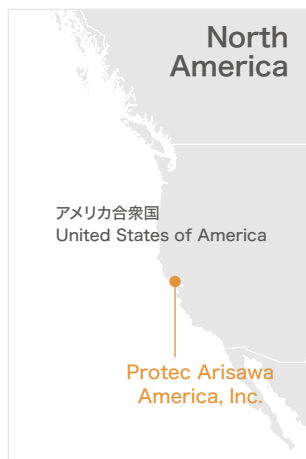 North
America
アメリカ合衆国
United States of America
Protec Arisawa
America, Inc.